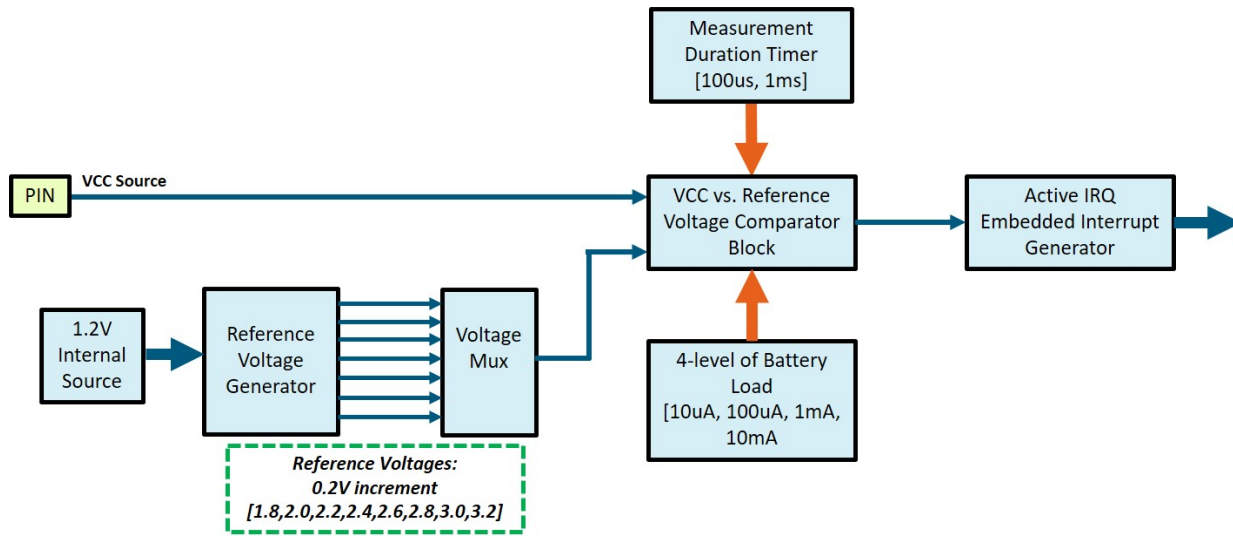 Measurement
Duration Timer
[100us, 1ms]
PIN
VCC Source
VCC vs. Reference
Voltage Comparator
Block
Active IRQ
Embedded Interrupt
Generator
1.2V
Internal
Source
Reference
Voltage
Generator
Voltage
Mux
4-level of Battery
Load
[10uA, 100uA, 1mA,
10mA
Reference Voltages:
0.2V increment
[1.8,2.0,2.2,2.4,2.6,2.8,3.0,3.2]